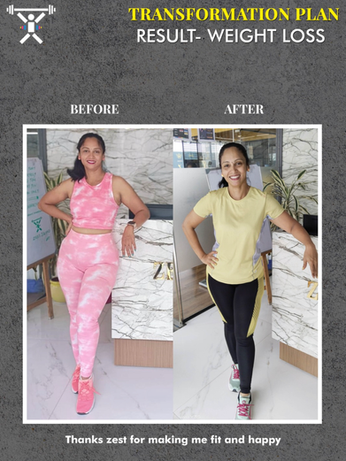 TRANSFORMATION PLAN
RESULT- WEIGHT LOSS
BEFORE
AFTER
Thanks zest for making me fit and happy